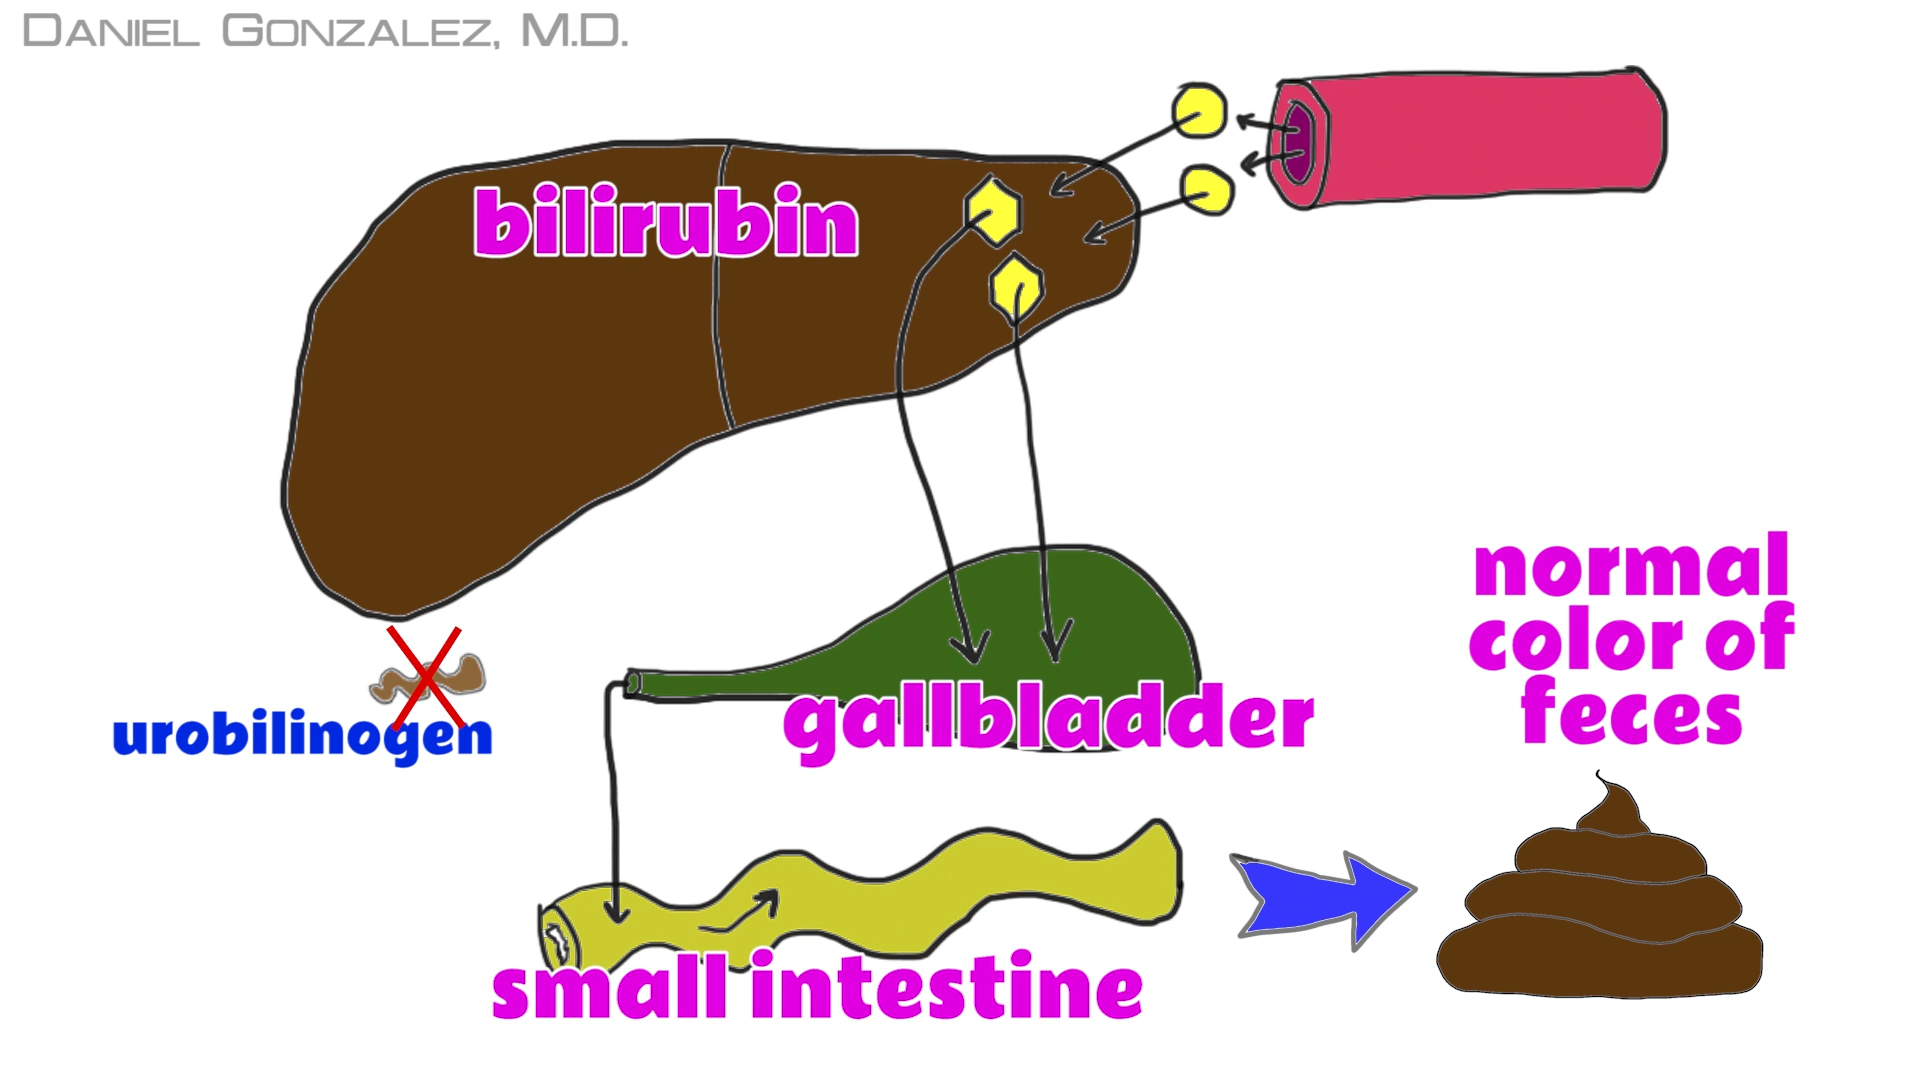 DANIEL GONZALEZ, M.D.
bilirubin
normal
color of
feces
urobilinogen
gallbladder
small intestine